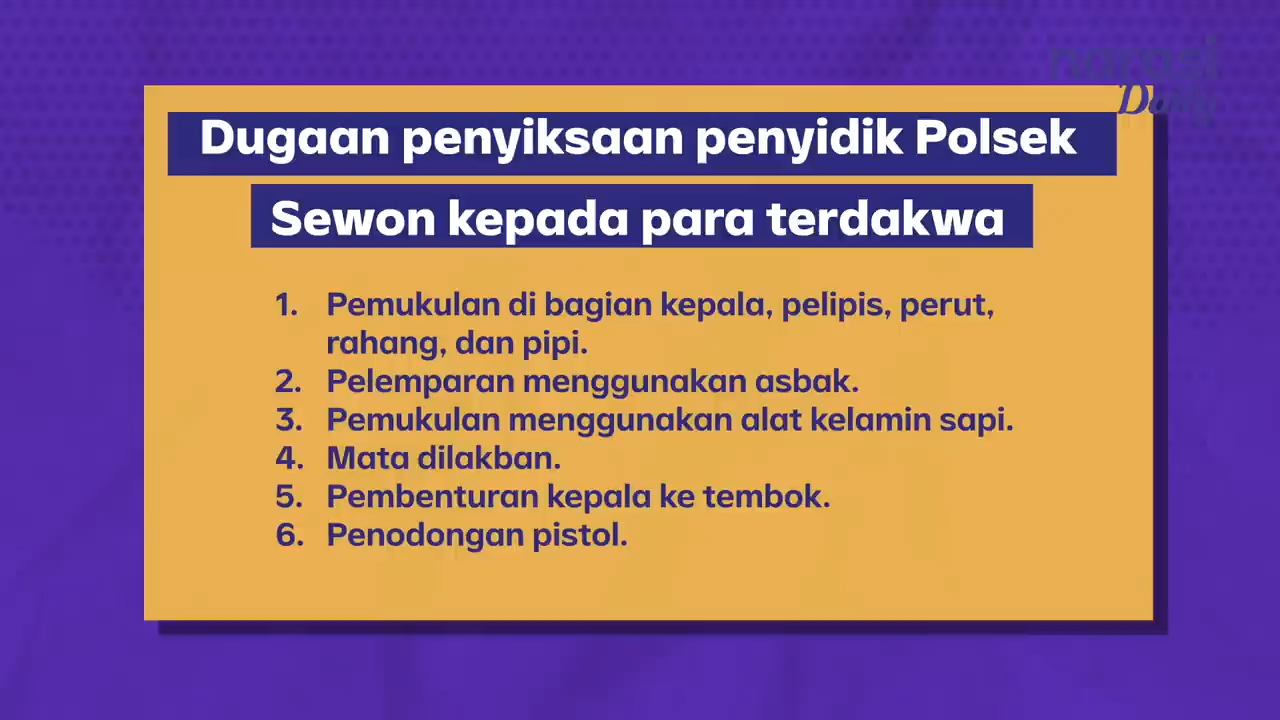 narasi
Daily
Dugaan penyiksaan penyidik Polsek
Sewon kepada para terdakwa
1. Pemukulan di bagian kepala, pelipis, perut,
rahang, dan pipi.
2. Pelemparan menggunakan asbak.
3. Pemukulan menggunakan alat kelamin sapi.
4. Mata dilakban.
5. Pembenturan kepala ke tembok.
6. Penodongan pistol.